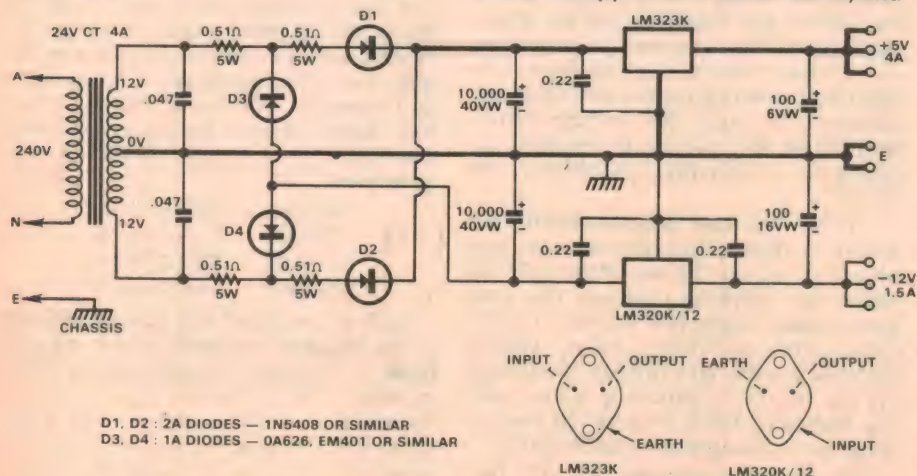 D1
LM323K
24V CT 4A
0.51Ω
0.51Ω
5W
5W
+5V
4A
A
12V
.047
D3
10,000
40VW
+
-
0.22
100
6VW
+
-
240V
0V
E
12V
.047
D4
10,000
40VW
+
-
0.22
0.22
100
16VW
+
-
N
0.51Ω
0.51Ω
5W
5W
D2
-12V
1.5A
LM320K/12
E
CHASSIS
INPUT
OUTPUT
EARTH
OUTPUT
D1, D2 : 2A DIODES — 1N5408 OR SIMILAR
D3, D4 : 1A DIODES — 0A626, EM401 OR SIMILAR
EARTH
INPUT
LM323K
LM320K/12